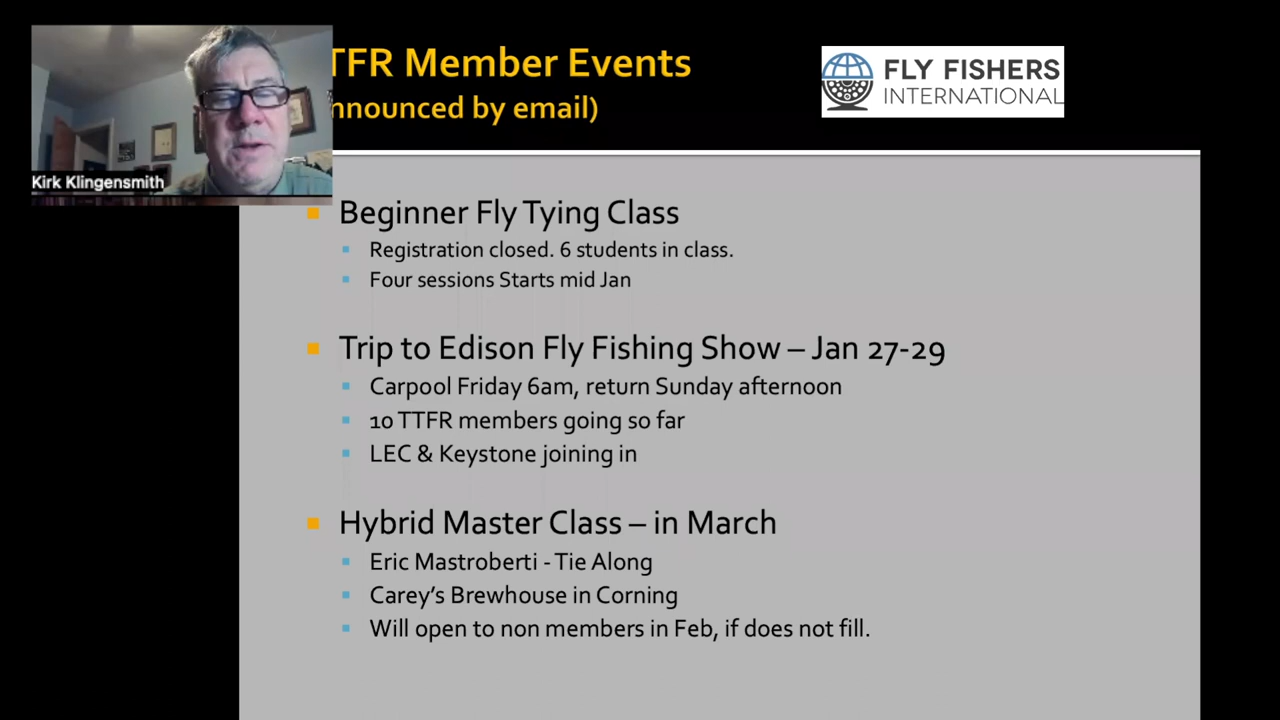 TFR Member Events
nnounced by email)
FLY FISHERS
INTERNATIONAL
Kirk Klingensmith
Beginner Fly Tying Class
Registration closed. 6 students in class.
Four sessions Starts mid Jan
Trip to Edison Fly Fishing Show – Jan 27-29
Carpool Friday 6am, return Sunday afternoon
10 TTFR members going so far
LEC & Keystone joining in
Hybrid Master Class – in March
Eric Mastroberti - Tie Along
Carey's Brewhouse in Corning
Will open to non members in Feb, if does not fill.